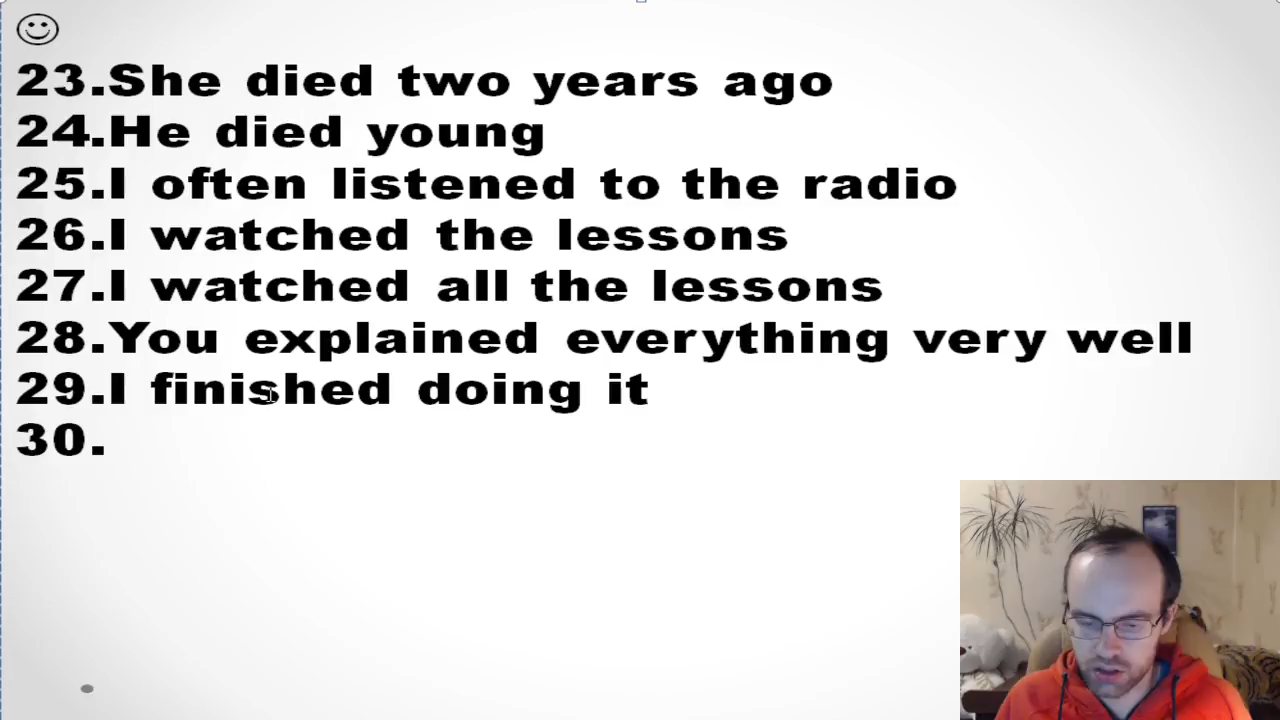 23.She died two years ago
24.He died young
25.I often listened to the radio
26.I watched the lessons
27.I watched all the lessons
28.You explained everything very well
29.I finished doing it
30.